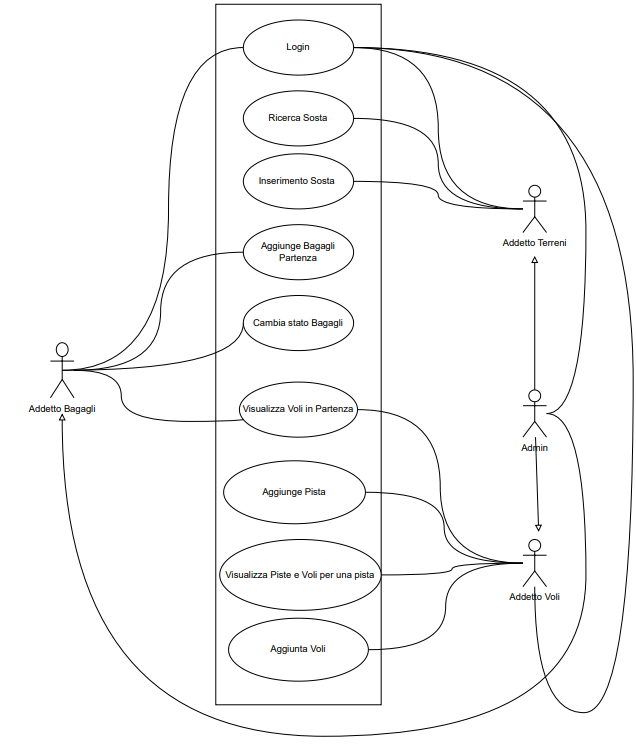 Login
Ricerca Sosta
Inserimento Sosta
Addetto Terreni
Aggiunge Bagagli
Partenza
Cambia stato Bagagli
Addetto Bagagli
Visualizza Voli in Partenza
Admin
Aggiunge Pista
Visualizza Piste e Voli per una pista
Addetto Voli
Aggiunta Voli